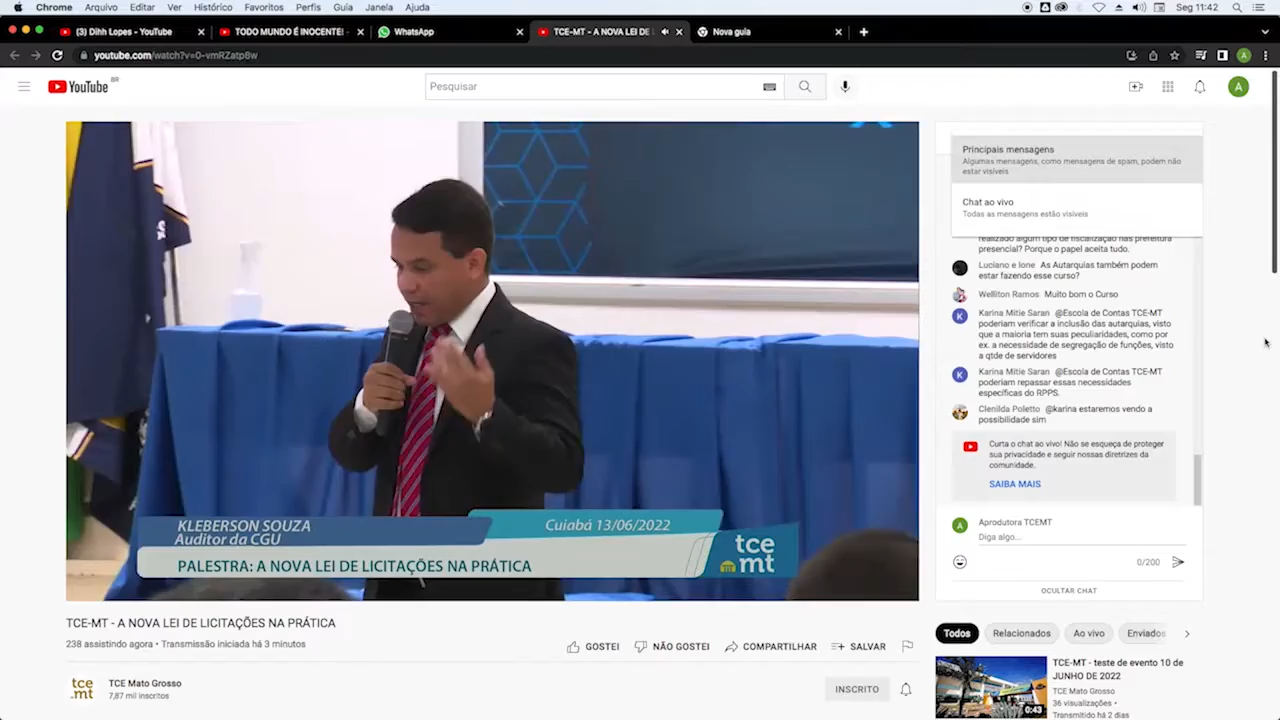 Chrome Arquivo Editar Ver Histórico Favoritos Perfis Guia Janela Ajuda
Seg 11:42
(3) Dihh Lopes - YouTube
TODO MUNDO É INOCENTE! -
WhatsApp
TCE-MT - A NOVA LEI DE
Nova guia
youtube.com/watch?v=0-vmRZatpBw
YouTube BR
Pesquisar
A
Principais mensagens
Algumas mensagens, como mensagens de spam, podem não
estar visíveis
Chat ao vivo
Todas as mensagens estão visíveis
realizado algum tipo de fiscalização nas prefeitura
presencial? Porque o papel aceita tudo.
Luciano e Ione As Autarquias também podem
estar fazendo esse curso?
Welliton Ramos Muito bom o Curso
K
Karina Mitie Saran @Escola de Contas TCE-MT
poderiam verificar a inclusão das autarquias, visto
que a maioria tem suas peculiaridades, como por
ex. a necessidade de segregação de funções, visto
a qtde de servidores
K
Karina Mitie Saran @Escola de Contas TCE-MT
poderiam repassar essas necessidades
específicas do RPPS.
Clenilda Poletto @karina estaremos vendo a
possibilidade sim
Curta o chat ao vivo! Não se esqueça de proteger
sua privacidade e seguir nossas diretrizes da
comunidade.
SAIBA MAIS
A
Aprodutora TCEMT
Diga algo...
0/200
OCULTAR CHAT
KLEBERSON SOUZA
Auditor da CGU
Cuiabá 13/06/2022
PALESTRA: A NOVA LEI DE LICITAÇÕES NA PRÁTICA
tce
mt
TCE-MT - A NOVA LEI DE LICITAÇÕES NA PRÁTICA
238 assistindo agora • Transmissão iniciada há 3 minutos
GOSTEI
NÃO GOSTEI
COMPARTILHAR
SALVAR
tce
.mt
TCE Mato Grosso
7,87 mil inscritos
INSCRITO
Todos
Relacionados
Ao vivo
Enviados
0:43
TCE-MT - teste de evento 10 de
JUNHO DE 2022
TCE Mato Grosso
36 visualizações •
Transmitido há 2 dias